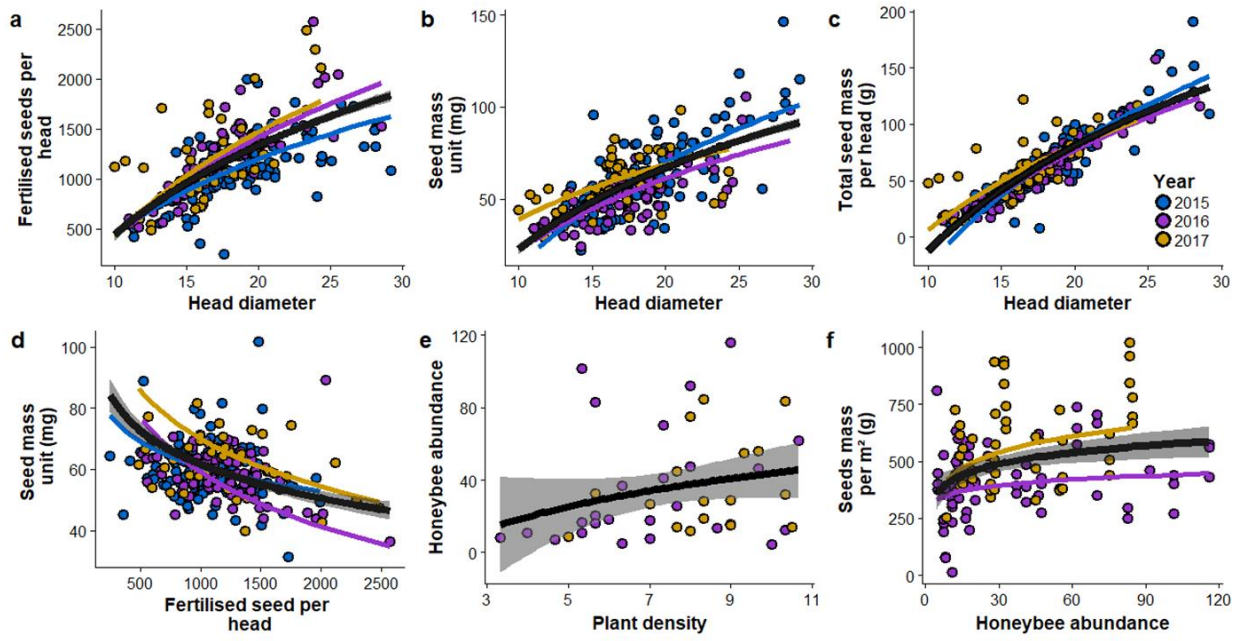 a
Fertilised seeds per
head
2500
2000
1500
1000
500
10
15
20
25
30
Head diameter
b
Seed mass
unit (mg)
150
100
50
10
15
20
25
30
Head diameter
c
Total seed mass
per head (g)
200
150
100
50
0
10
15
20
25
30
Head diameter
Year
2015
2016
2017
d
Seed mass
unit (mg)
100
80
60
40
500
1000
1500
2000
2500
Fertilised seed per
head
e
Honeybee abundance
120
80
40
0
3
5
7
9
11
Plant density
f
Seeds mass
per m² (g)
1000
750
500
250
0
0
30
60
90
120
Honeybee abundance